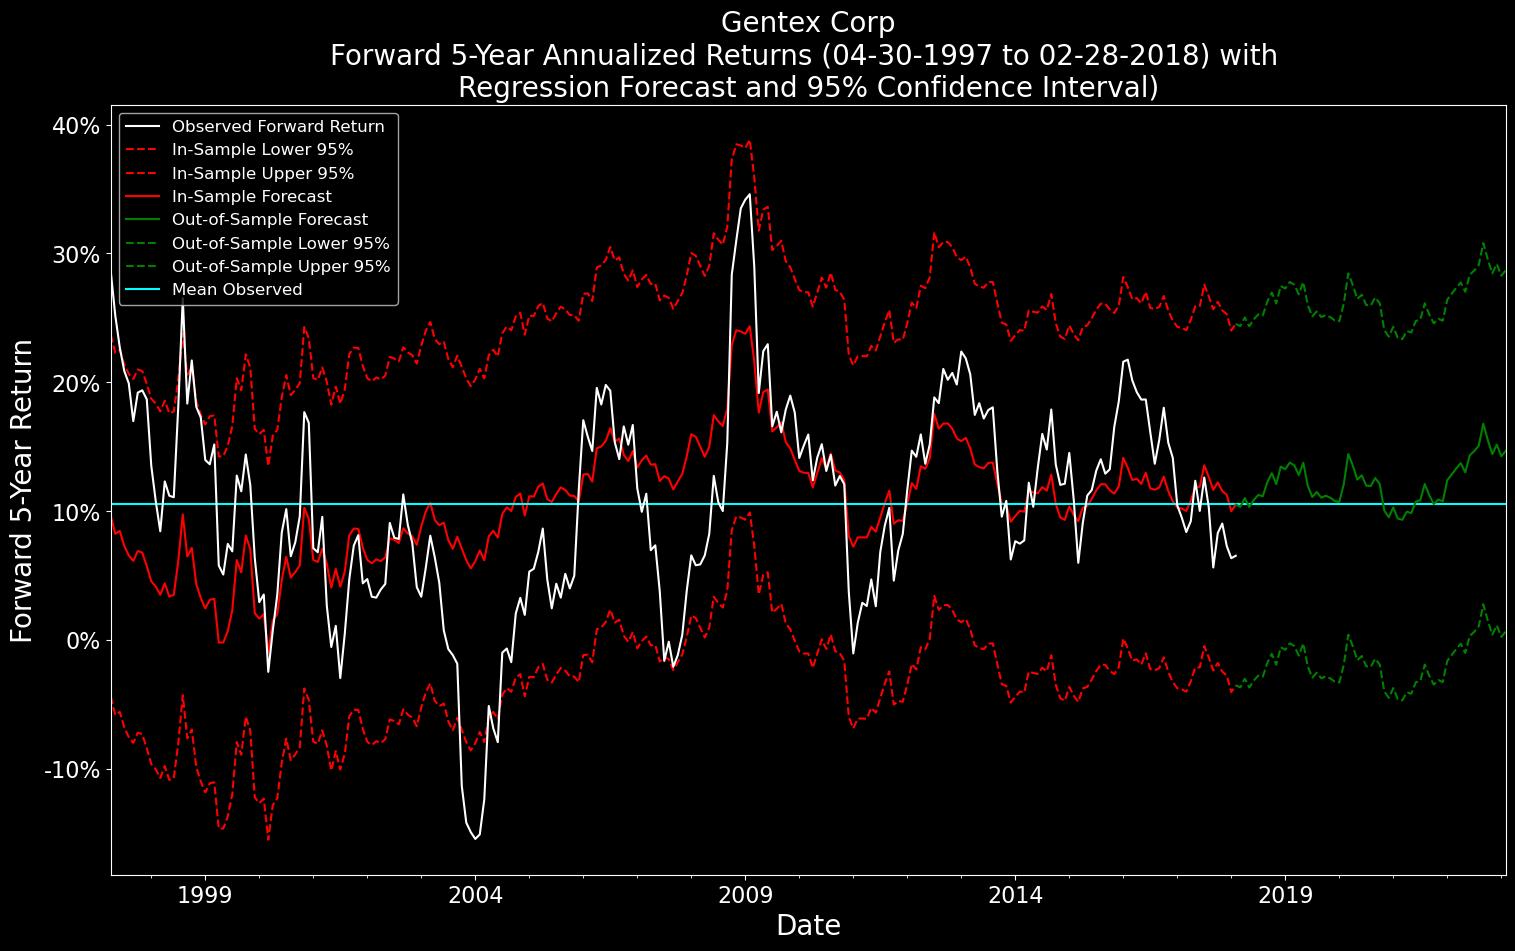 Gentex Corp
Forward 5-Year Annualized Returns (04-30-1997 to 02-28-2018) with
Regression Forecast and 95% Confidence Interval)
Observed Forward Return
In-Sample Lower 95%
In-Sample Upper 95%
In-Sample Forecast
Out-of-Sample Forecast
Out-of-Sample Lower 95%
Out-of-Sample Upper 95%
Mean Observed
Forward 5-Year Return
40%
30%
20%
10%
0%
-10%
1999
2004
2009
2014
2019
Date